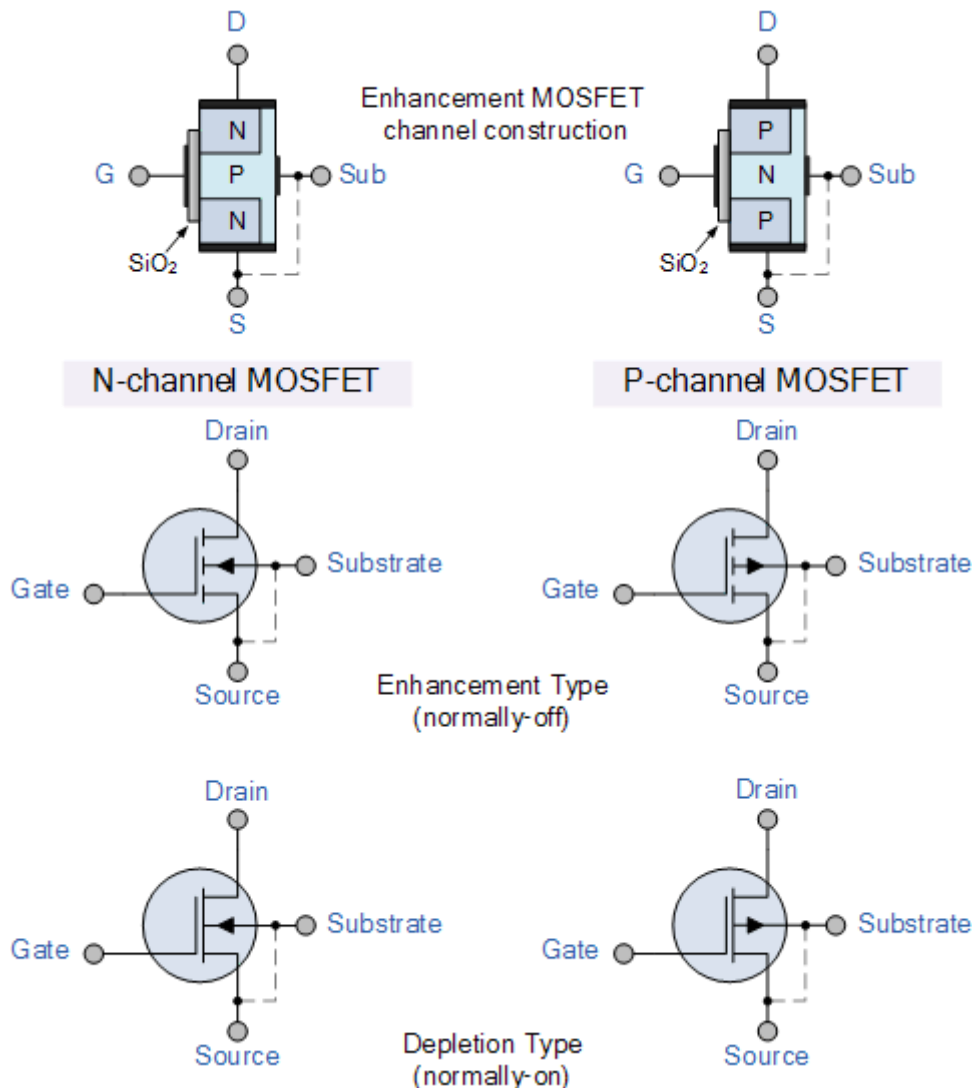 D
D
Enhancement MOSFET
channel construction
N
P
G
P
Sub
G
N
Sub
N
P
SiO₂
SiO₂
S
S
N-channel MOSFET
P-channel MOSFET
Drain
Drain
Substrate
Substrate
Gate
Gate
Source
Source
Enhancement Type
(normally-off)
Drain
Drain
Substrate
Substrate
Gate
Gate
Source
Source
Depletion Type
(normally-on)